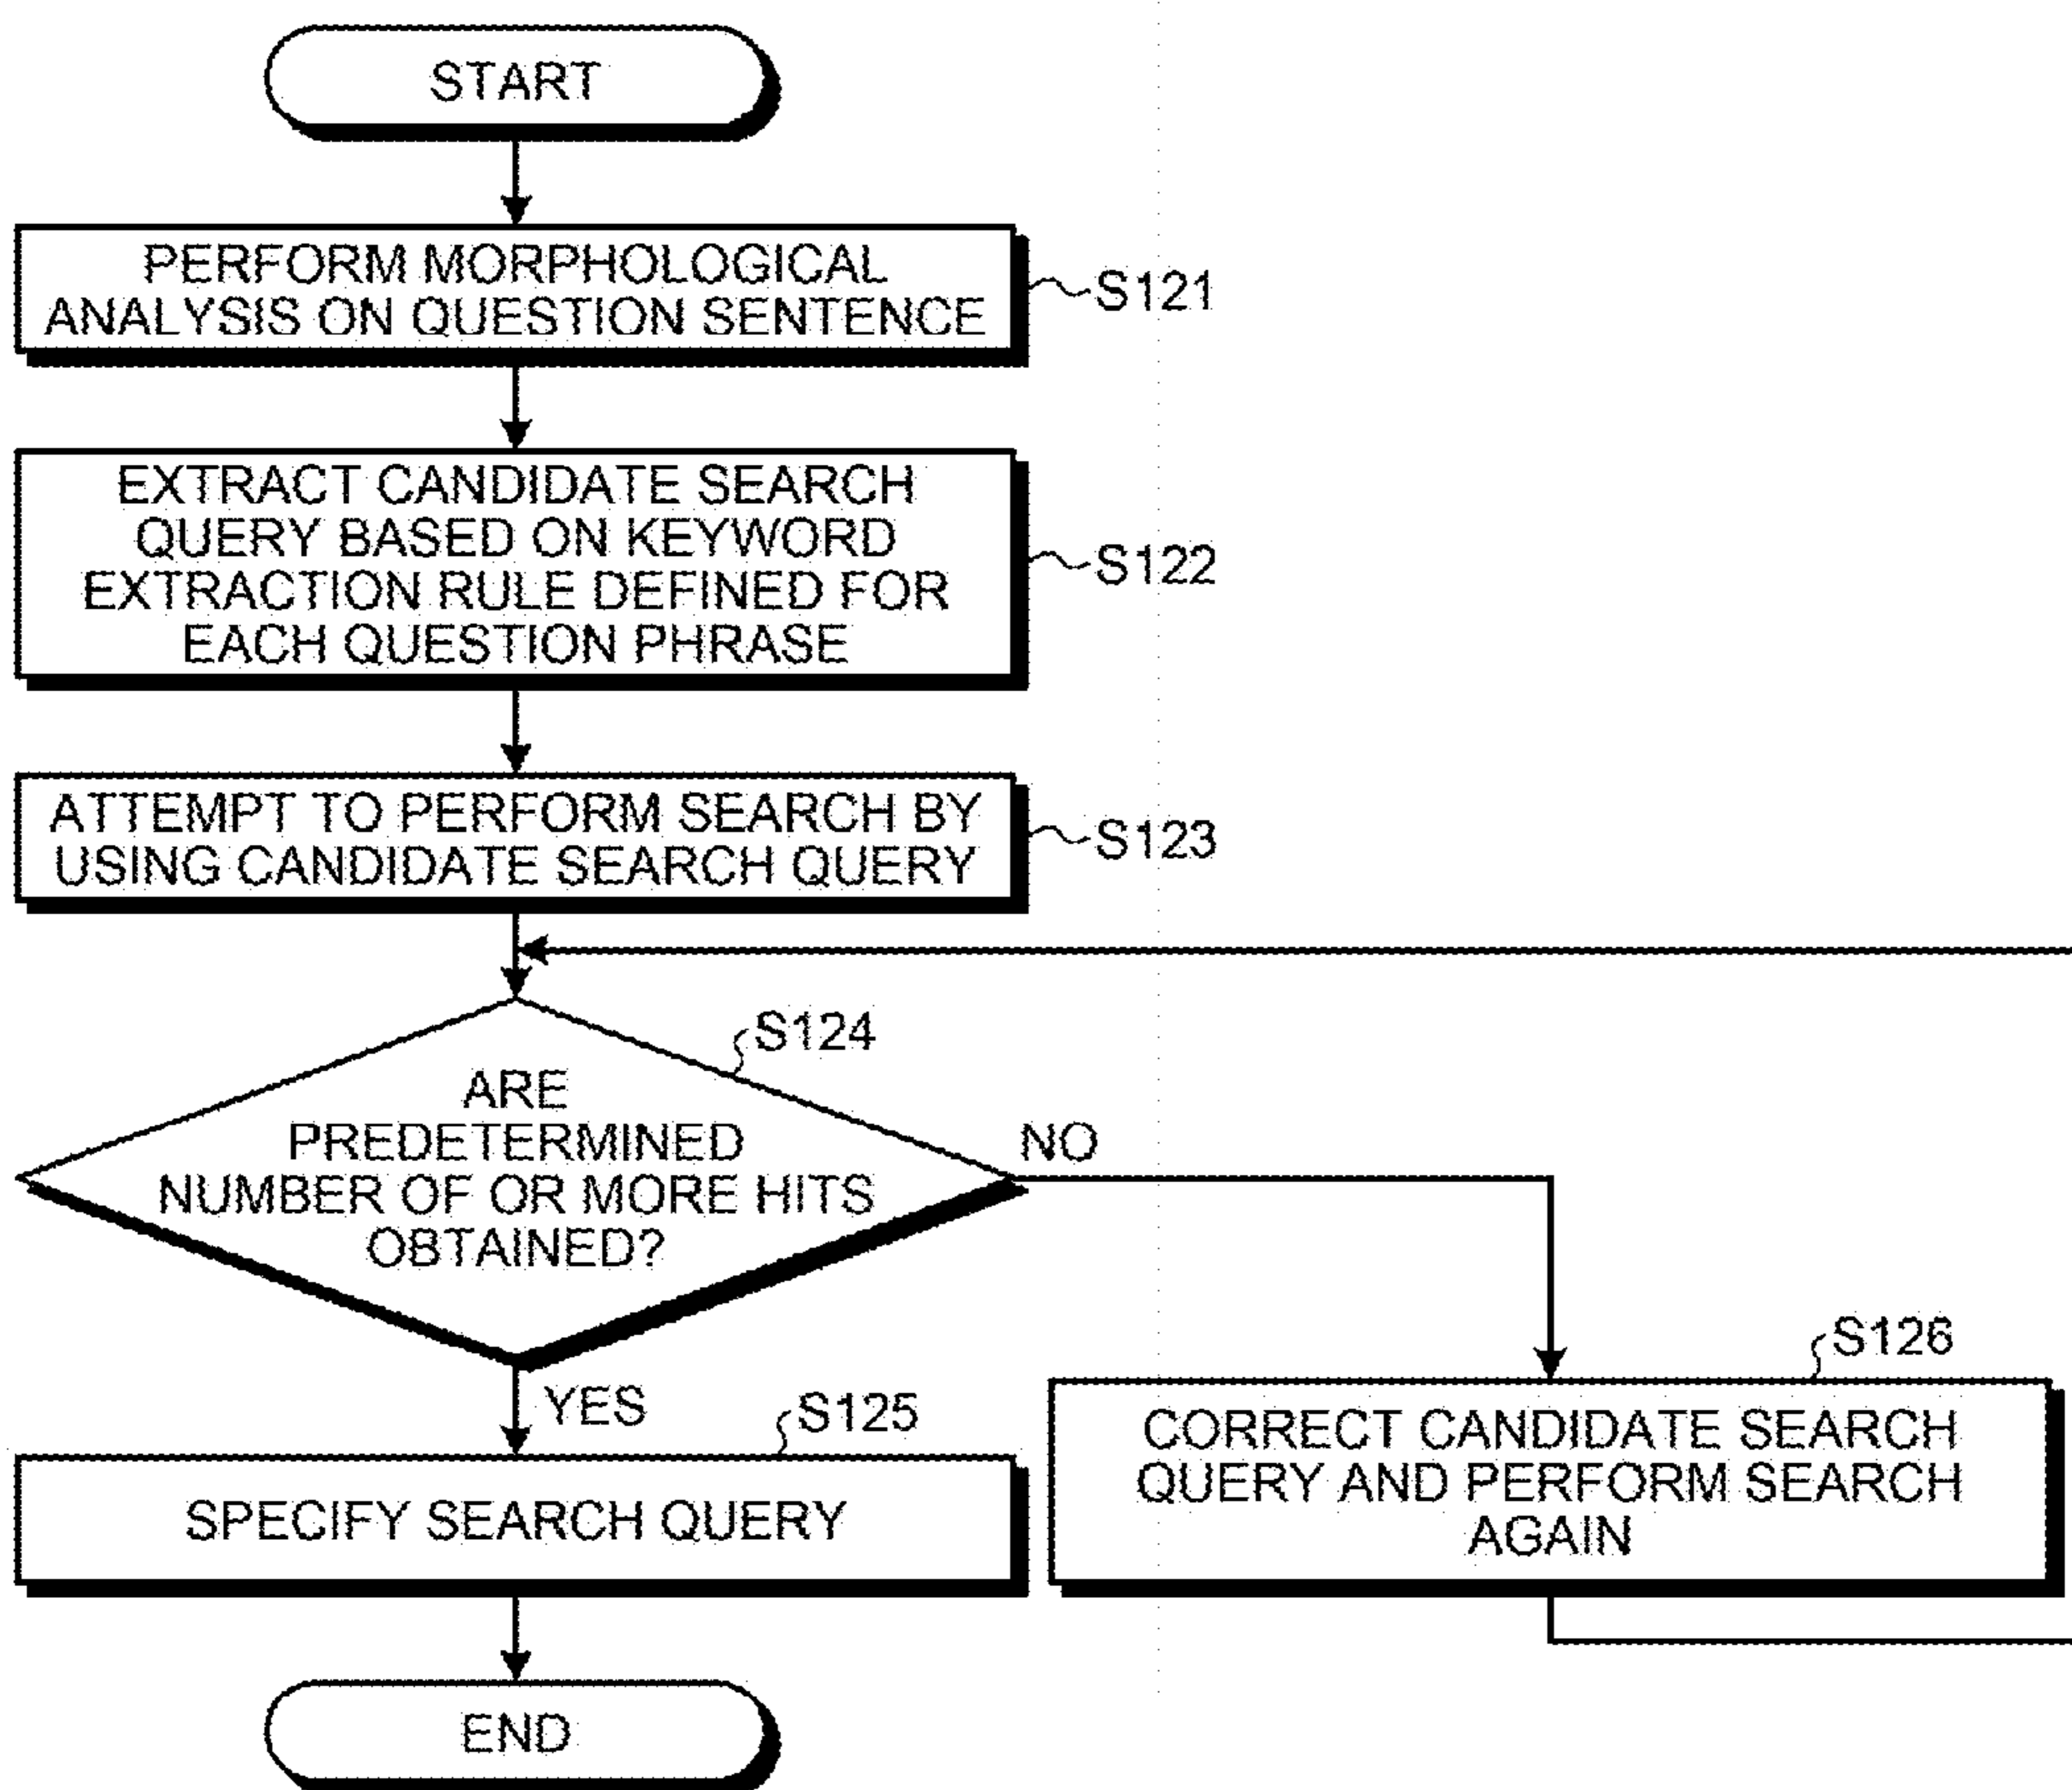 START
PERFORM MORPHOLOGICAL
ANALYSIS ON QUESTION SENTENCE
S121
EXTRACT CANDIDATE SEARCH
QUERY BASED ON KEYWORD
EXTRACTION RULE DEFINED FOR
EACH QUESTION PHRASE
S122
ATTEMPT TO PERFORM SEARCH BY
USING CANDIDATE SEARCH QUERY
S123
S124
ARE
PREDETERMINED
NUMBER OF OR MORE HITS
OBTAINED?
NO
YES
S125
SPECIFY SEARCH QUERY
S126
CORRECT CANDIDATE SEARCH
QUERY AND PERFORM SEARCH
AGAIN
END